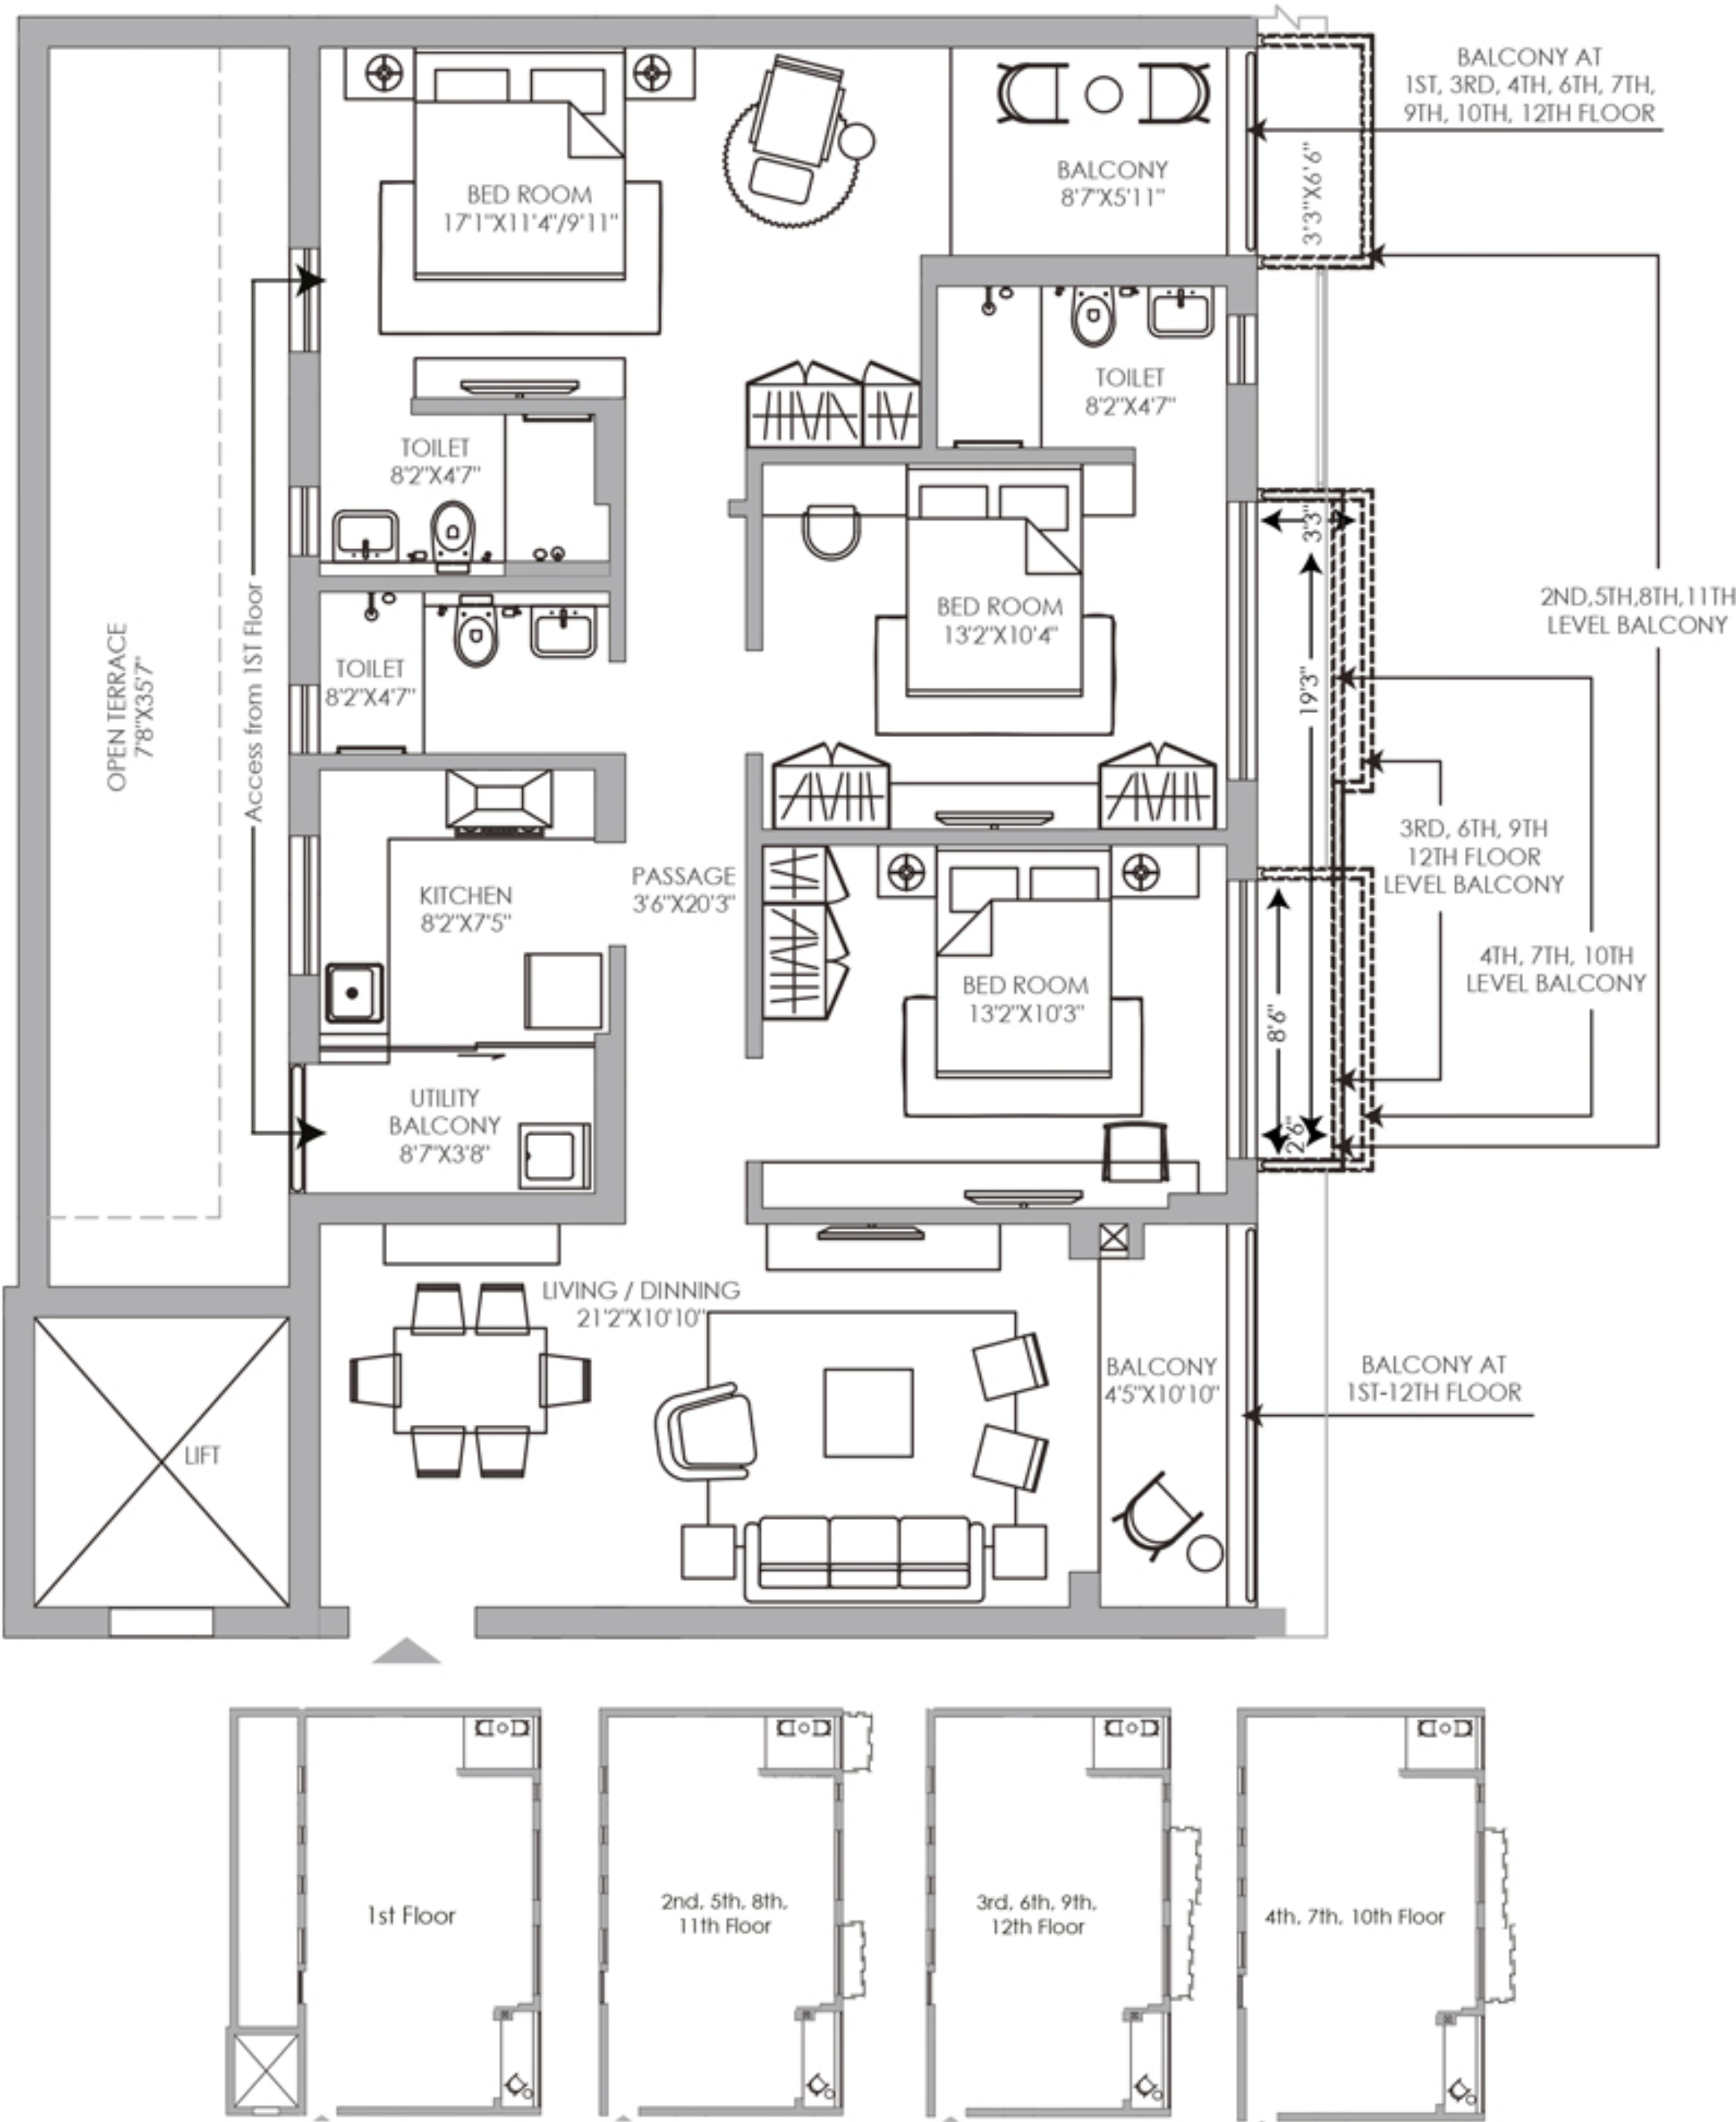 BALCONY AT
1ST, 3RD, 4TH, 6TH, 7TH,
9TH, 10TH, 12TH FLOOR
BED ROOM
17'1"X11'4"/9'11"
BALCONY
8'7"X5'11"
3'3"X6'6"
TOILET
8'2"X4'7"
TOILET
8'2"X4'7"
3'3"
BED ROOM
13'2"X10'4"
2ND,5TH,8TH,11TH
LEVEL BALCONY
OPEN TERRACE
7'8"X35'7"
Access from 1ST Floor
TOILET
8'2"X4'7"
19'3"
3RD, 6TH, 9TH
12TH FLOOR
LEVEL BALCONY
PASSAGE
3'6"X20'3"
KITCHEN
8'2"X7'5"
4TH, 7TH, 10TH
LEVEL BALCONY
BED ROOM
13'2"X10'3"
8'6"
UTILITY
BALCONY
8'7"X3'8"
2'6"
LIVING / DINNING
21'2"X10'10"
BALCONY
4'5"X10'10"
BALCONY AT
1ST-12TH FLOOR
LIFT
1st Floor
2nd, 5th, 8th,
11th Floor
3rd, 6th, 9th,
12th Floor
4th, 7th, 10th Floor